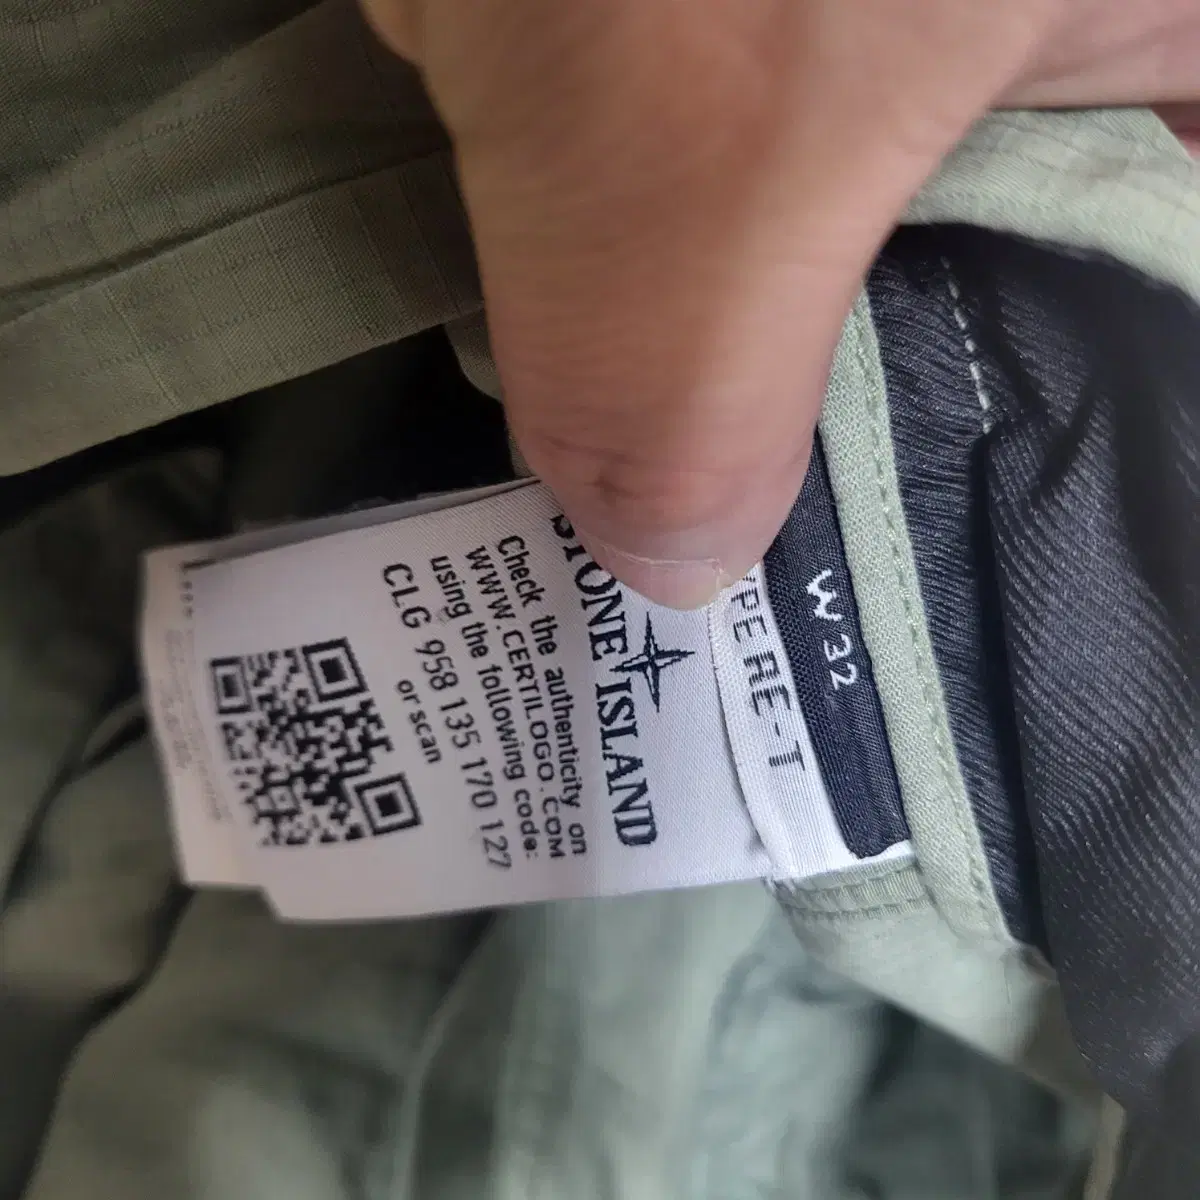 W 32
YPE RE-T
STONE ISLAND
Check the authenticity on
WWW.CERTILOGO.COM
using the following code:
CLG 958 135 170 127
or scan